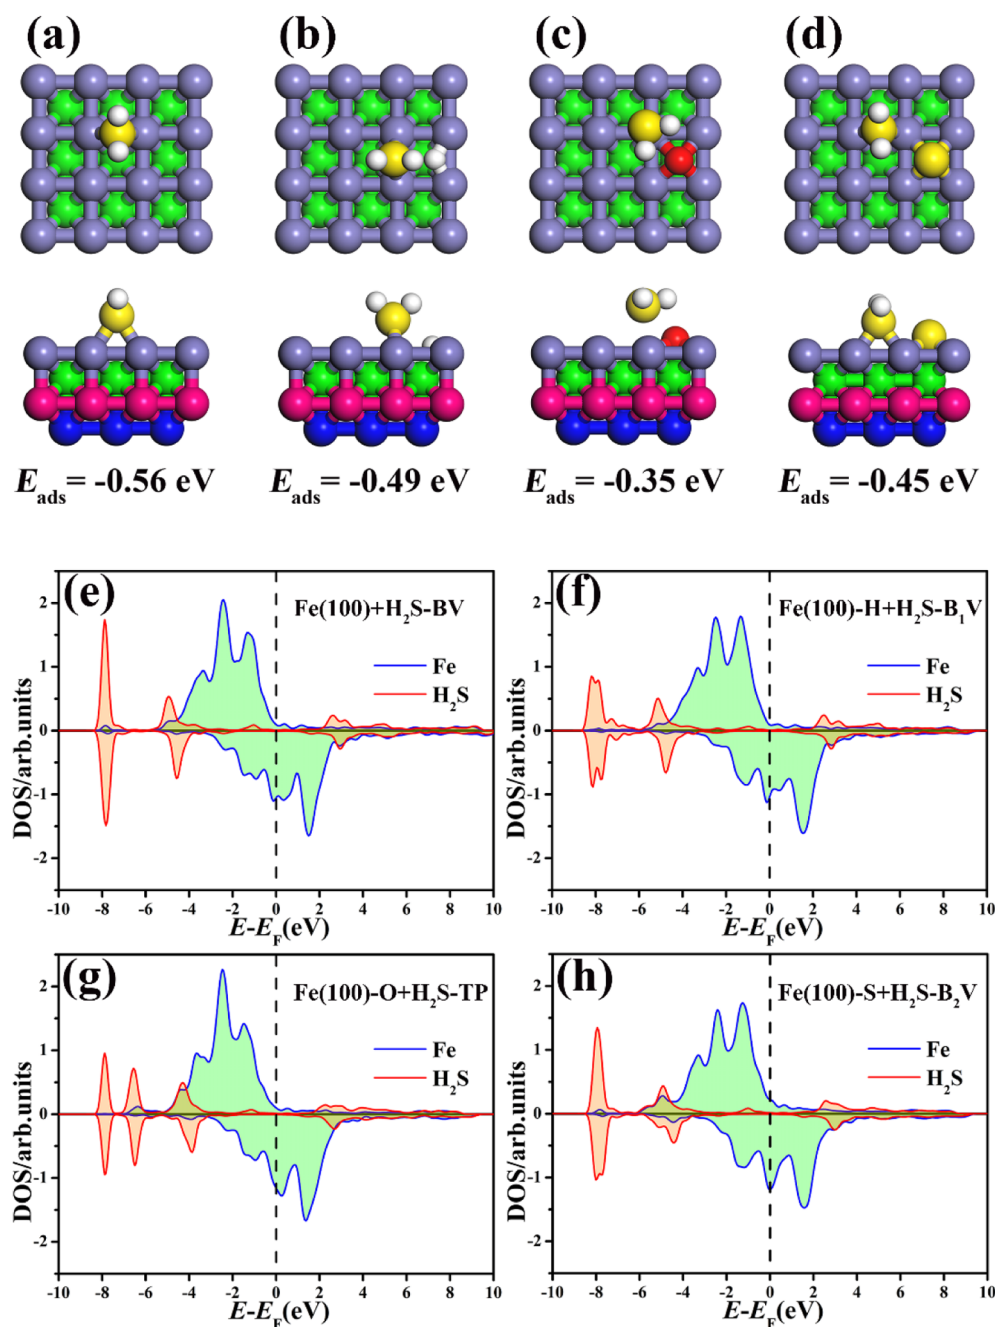 (a) (b) (c) (d)
Eads= -0.56 eV Eads= -0.49 eV Eads= -0.35 eV Eads= -0.45 eV
(e)
Fe(100)+H2S-BV
Fe
H2S
DOS/arb.units
2
1
0
-1
-2
-10 -8 -6 -4 -2 0 2 4 6 8 10
E-EF(eV)
(f)
Fe(100)-H+H2S-B1V
Fe
H2S
DOS/arb.units
2
1
0
-1
-2
-10 -8 -6 -4 -2 0 2 4 6 8 10
E-EF(eV)
(g)
Fe(100)-O+H2S-TP
Fe
H2S
DOS/arb.units
2
1
0
-1
-2
-10 -8 -6 -4 -2 0 2 4 6 8 10
E-EF(eV)
(h)
Fe(100)-S+H2S-B2V
Fe
H2S
DOS/arb.units
2
1
0
-1
-2
-10 -8 -6 -4 -2 0 2 4 6 8 10
E-EF(eV)